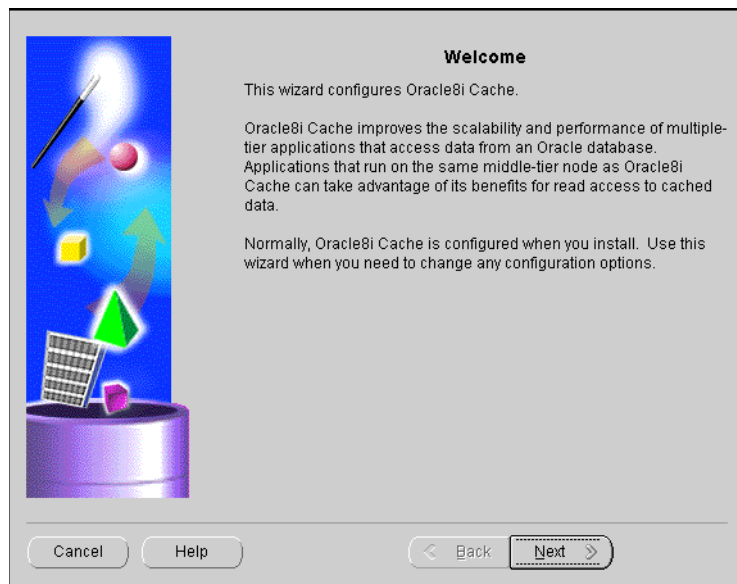 Welcome
This wizard configures Oracle8i Cache.
Oracle8i Cache improves the scalability and performance of multiple-
tier applications that access data from an Oracle database.
Applications that run on the same middle-tier node as Oracle8i
Cache can take advantage of its benefits for read access to cached
data.
Normally, Oracle8i Cache is configured when you install.  Use this
wizard when you need to change any configuration options.
Cancel
Help
Back
Next